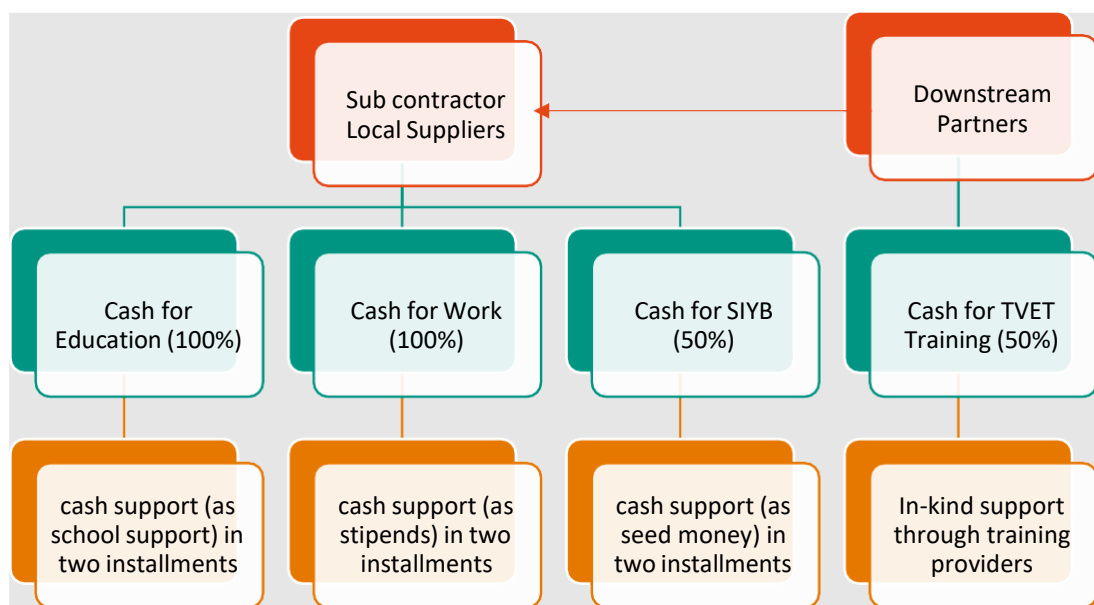 Sub contractor
Local Suppliers
Downstream
Partners
Cash for
Education (100%)
Cash for Work
(100%)
Cash for SIYB
(50%)
Cash for TVET
Training (50%)
cash support (as
school support) in
two installments
cash support (as
stipends) in two
installments
cash support (as
seed money) in
two installments
In-kind support
through training
providers